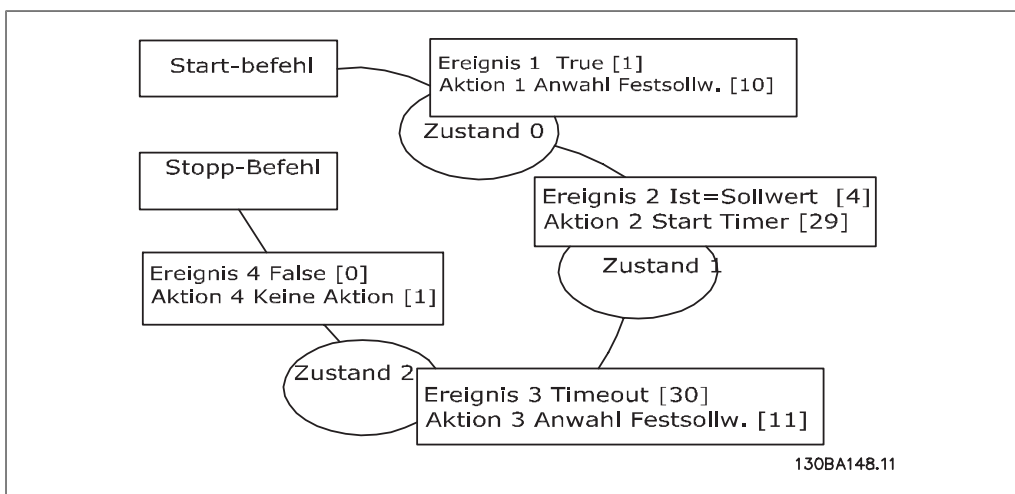 Start-befehl
Ereignis 1 True [1]
Aktion 1 Anwahl Festsollw. [10]
Zustand 0
Stopp-Befehl
Ereignis 2 Ist=Sollwert [4]
Aktion 2 Start Timer [29]
Zustand 1
Ereignis 4 False [0]
Aktion 4 Keine Aktion [1]
Zustand 2
Ereignis 3 Timeout [30]
Aktion 3 Anwahl Festsollw. [11]
130BA148.11